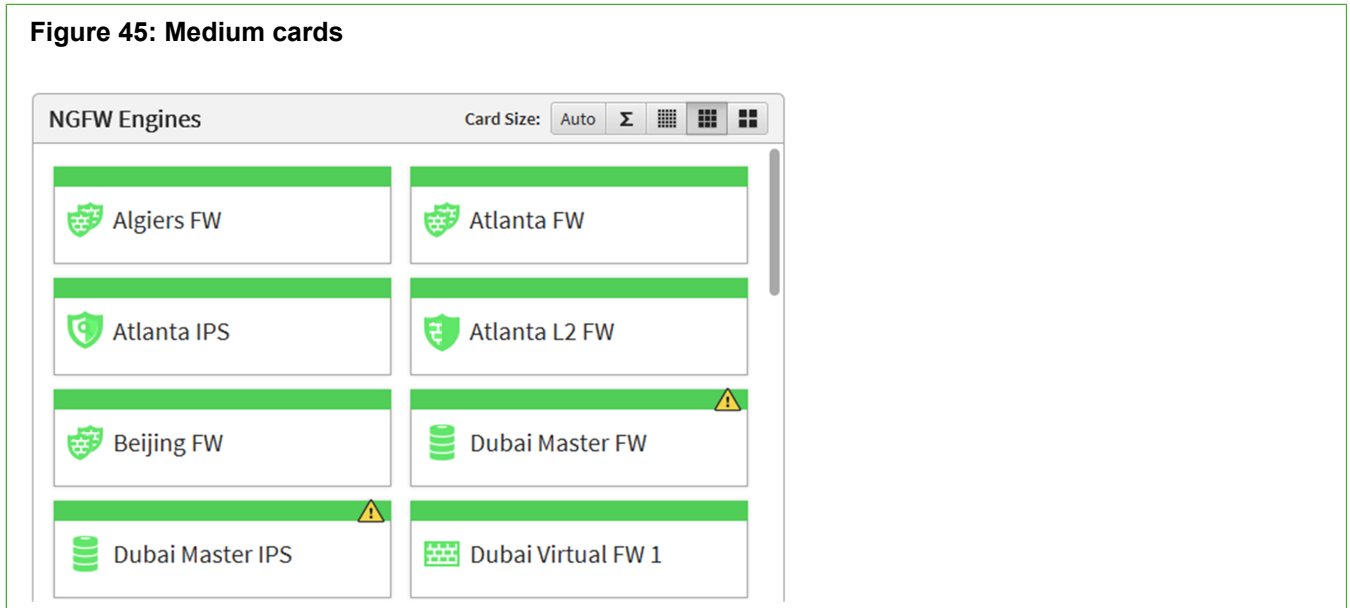 Figure 45: Medium cards
NGFW Engines
Card Size: Auto Σ
Algiers FW
Atlanta FW
Atlanta IPS
Atlanta L2 FW
Beijing FW
Dubai Master FW
Dubai Master IPS
Dubai Virtual FW 1